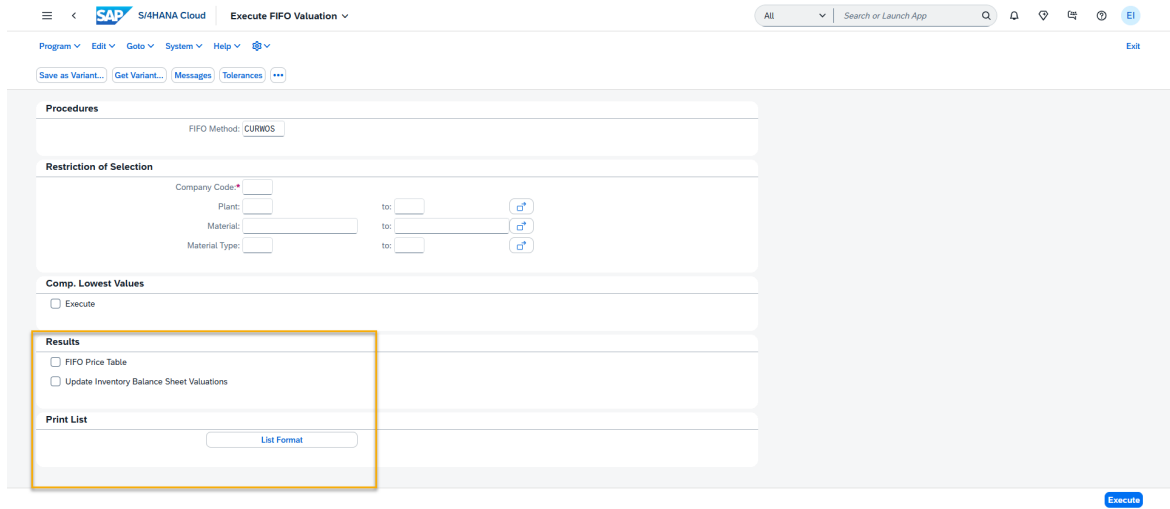 SAP S/4HANA Cloud Execute FIFO Valuation All Search or Launch App EI
Program Edit Goto System Help Exit
Save as Variant... Get Variant... Messages Tolerances •••
Procedures
FIFO Method: CURWOS
Restriction of Selection
Company Code:*
Plant: to:
Material: to:
Material Type: to:
Comp. Lowest Values
Execute
Results
FIFO Price Table
Update Inventory Balance Sheet Valuations
Print List
List Format
Execute